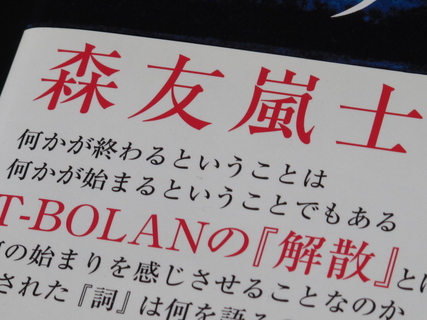 森友嵐士
何かが終わるということは
何かが始まるということでもある
T-BOLANの『解散』とは
の始まりを感じさせることなのか
された『詞』は何を語る